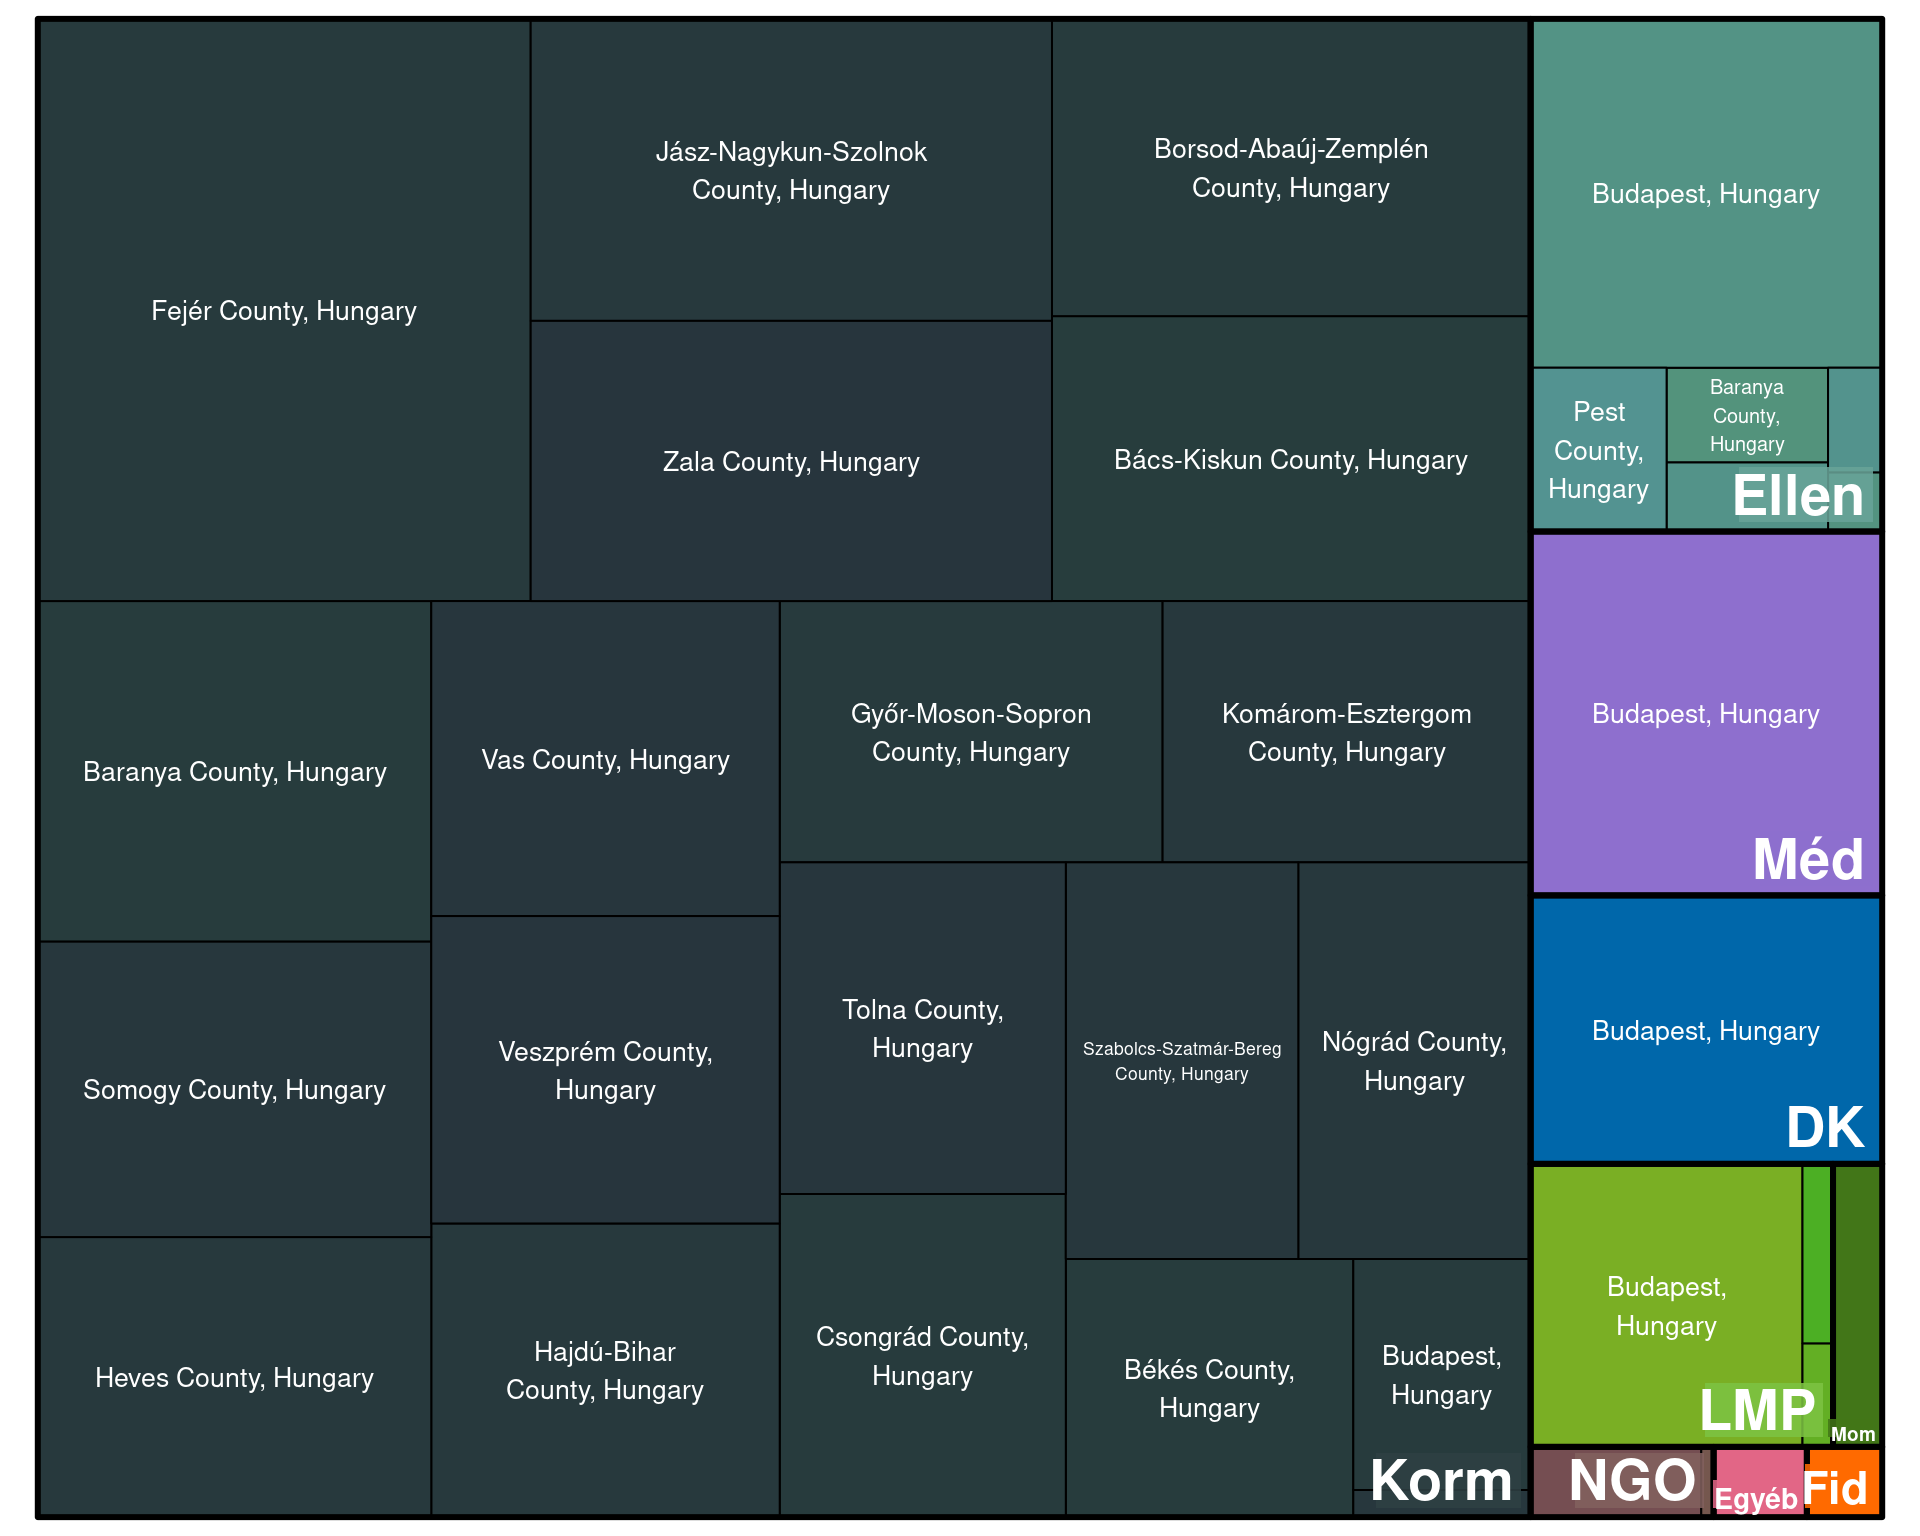 Fejér County, Hungary
Jász-Nagykun-Szolnok
County, Hungary
Borsod-Abaúj-Zemplén
County, Hungary
Zala County, Hungary
Bács-Kiskun County, Hungary
Baranya County, Hungary
Vas County, Hungary
Győr-Moson-Sopron
County, Hungary
Komárom-Esztergom
County, Hungary
Somogy County, Hungary
Veszprém County,
Hungary
Tolna County,
Hungary
Szabolcs-Szatmár-Bereg
County, Hungary
Nógrád County,
Hungary
Heves County, Hungary
Hajdú-Bihar
County, Hungary
Csongrád County,
Hungary
Békés County,
Hungary
Budapest,
Hungary
Korm
Budapest, Hungary
Pest
County,
Hungary
Baranya
County,
Hungary
Ellen
Budapest, Hungary
Méd
Budapest, Hungary
DK
Budapest,
Hungary
LMP
Mom
NGO
Egyéb
Fid